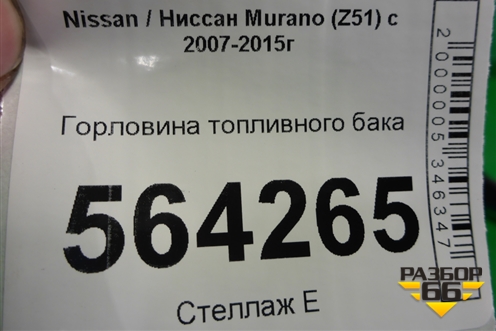 Nissan / Ниссан Murano (Z51) с
2007-2015г
Горловина топливного бака
564265
Стеллаж Е
2000005346347
РАЗБОР
66